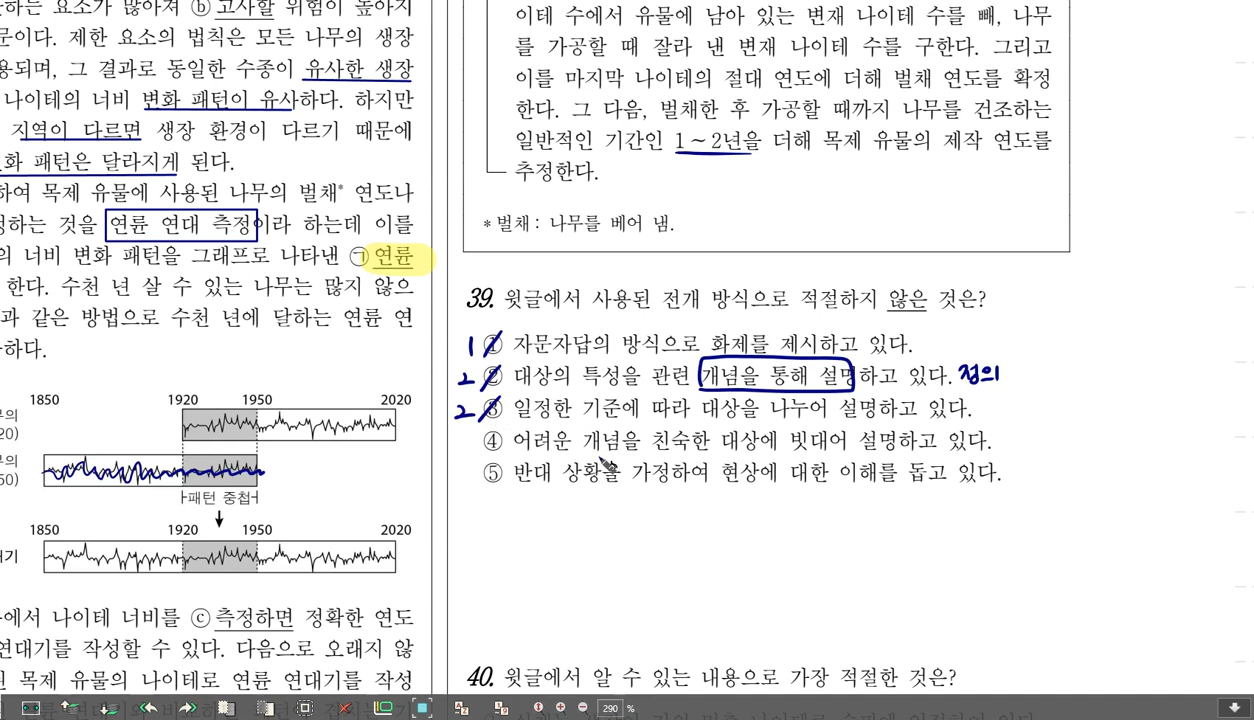 하는 요소가 많아져 ⓑ 고사할 위험이 높아지
문이다. 제한 요소의 법칙은 모든 나무의 생장
용되며, 그 결과로 동일한 수종이 유사한 생장
나이테의 너비 변화 패턴이 유사하다. 하지만
지역이 다르면 생장 환경이 다르기 때문에
화 패턴은 달라지게 된다.
하여 목제 유물에 사용된 나무의 벌채* 연도나
정하는 것을 연륜 연대 측정이라 하는데 이를
의 너비 변화 패턴을 그래프로 나타낸 ㉠ 연륜
한다. 수천 년 살 수 있는 나무는 많지 않으
과 같은 방법으로 수천 년에 달하는 연륜 연
하다.
1850 1920 1950 2020
무의
20)
무의
50)
패턴 중첩
1850 1920 1950 2020
대기
에서 나이테 너비를 ⓒ 측정하면 정확한 연도
연대기를 작성할 수 있다. 다음으로 오래지 않
된 목제 유물의 나이테로 연륜 연대기를 작성
이테 수에서 유물에 남아 있는 변재 나이테 수를 빼, 나무
를 가공할 때 잘라 낸 변재 나이테 수를 구한다. 그리고
이를 마지막 나이테의 절대 연도에 더해 벌채 연도를 확정
한다. 그 다음, 벌채한 후 가공할 때까지 나무를 건조하는
일반적인 기간인 1 ~ 2년을 더해 목제 유물의 제작 연도를
추정한다.
* 벌채 : 나무를 베어 냄.
39. 윗글에서 사용된 전개 방식으로 적절하지 않은 것은?
1 ① 자문자답의 방식으로 화제를 제시하고 있다.
2 ② 대상의 특성을 관련 개념을 통해 설명하고 있다. 정의
2 ③ 일정한 기준에 따라 대상을 나누어 설명하고 있다.
④ 어려운 개념을 친숙한 대상에 빗대어 설명하고 있다.
⑤ 반대 상황을 가정하여 현상에 대한 이해를 돕고 있다.
40. 윗글에서 알 수 있는 내용으로 가장 적절한 것은?
290 %